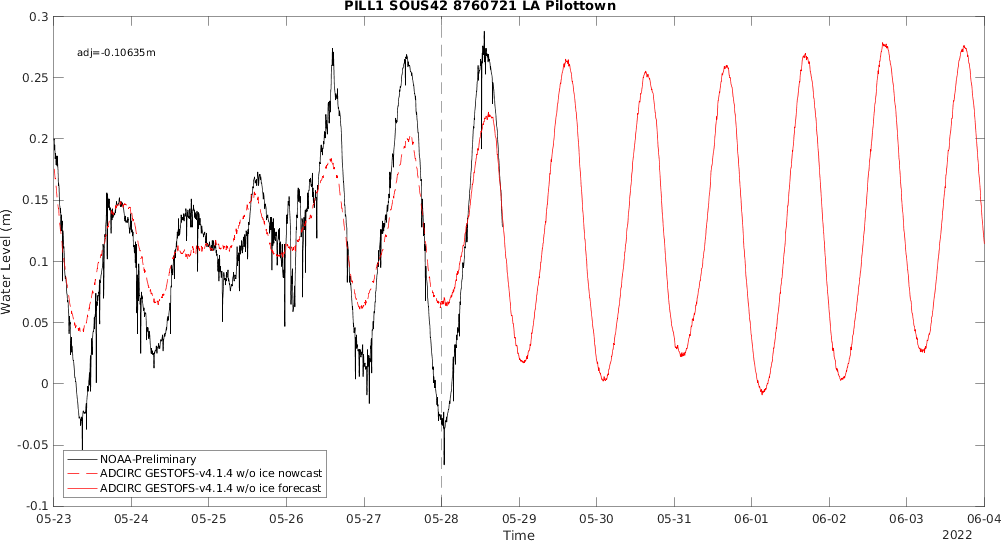 PILL1 SOUS42 8760721 LA Pilottown
adj=-0.10635m
Water Level (m)
0.3
0.25
0.2
0.15
0.1
0.05
0
-0.05
-0.1
NOAA-Preliminary
ADCIRC GESTOFS-v4.1.4 w/o ice nowcast
ADCIRC GESTOFS-v4.1.4 w/o ice forecast
05-23 05-24 05-25 05-26 05-27 05-28 05-29 05-30 05-31 06-01 06-02 06-03 06-04
Time
2022